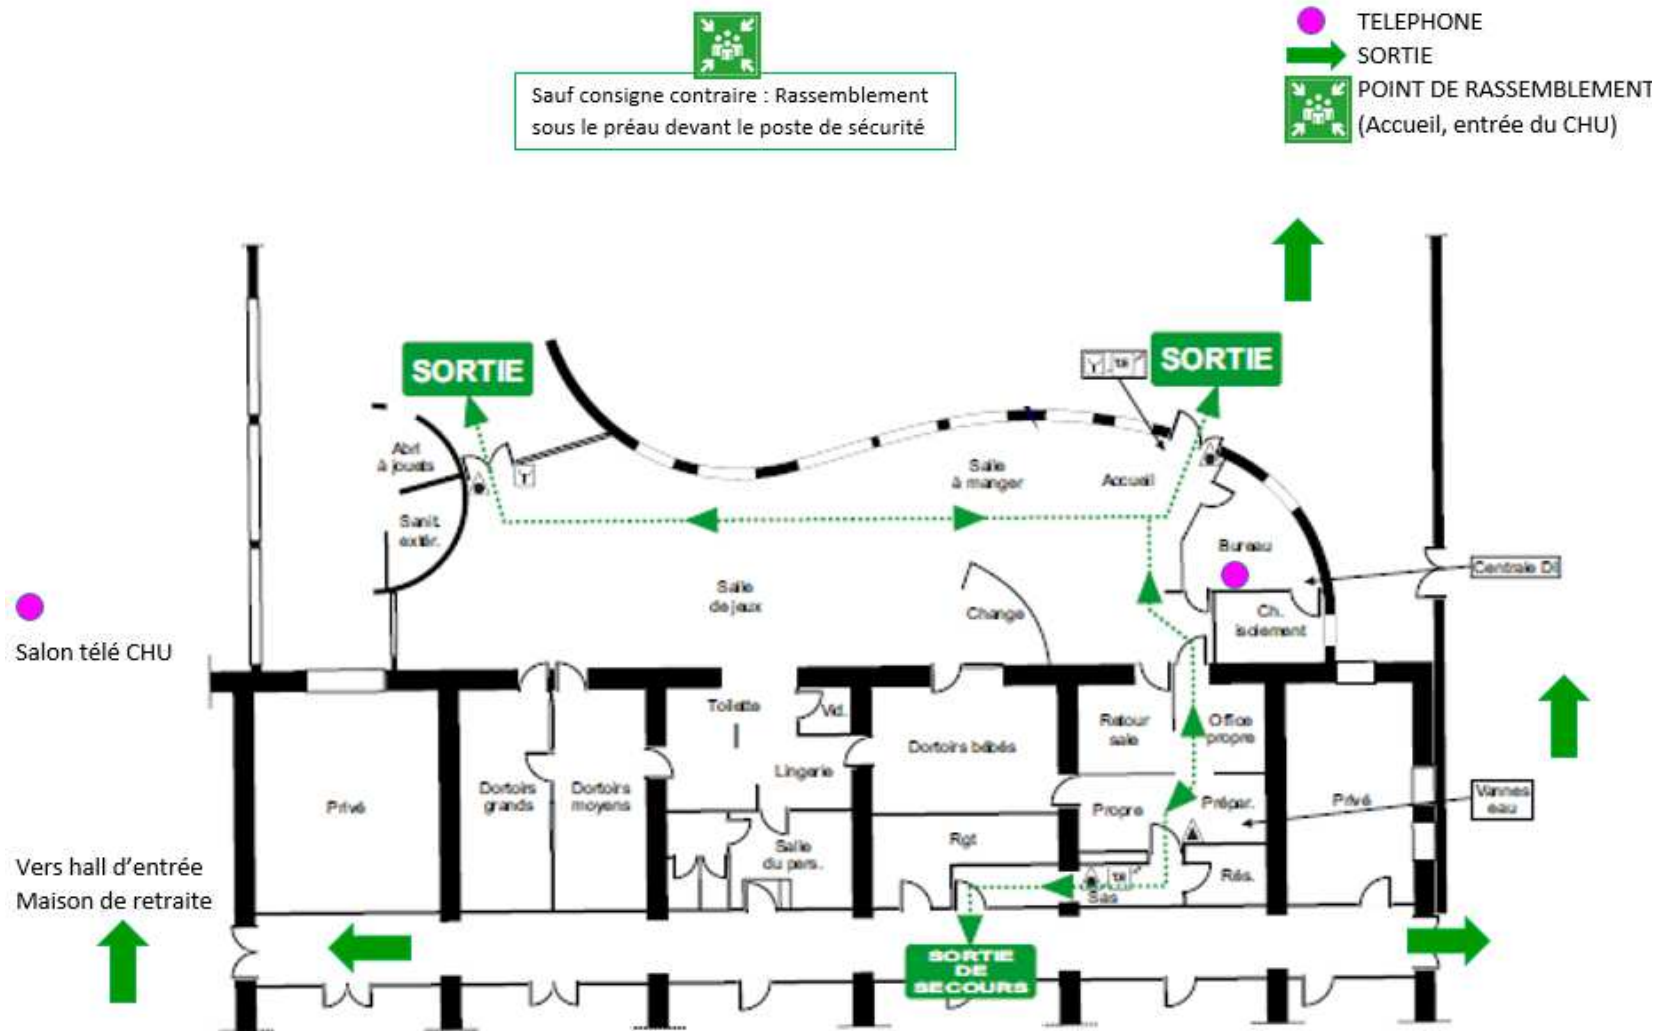 TELEPHONE
SORTIE
POINT DE RASSEMBLEMENT
(Accueil, entrée du CHU)
Sauf consigne contraire : Rassemblement
sous le préau devant le poste de sécurité
SORTIE
SORTIE
Abri
à jouets
Sanit.
extér.
Salle
à manger
Accueil
Bureau
Centrale DI
Ch.
isolement
Salle
de jeux
Change
Salon télé CHU
Toilette
Vid.
Retour
sale
Office
propre
Dortoirs bébés
Lingerie
Dortoirs
grands
Dortoirs
moyens
Privé
Privé
Propre
Prépar.
Vannes
eau
Rgt
Salle
du pers.
Rés.
Sas
Vers hall d’entrée
Maison de retraite
SORTIE
DE
SECOURS